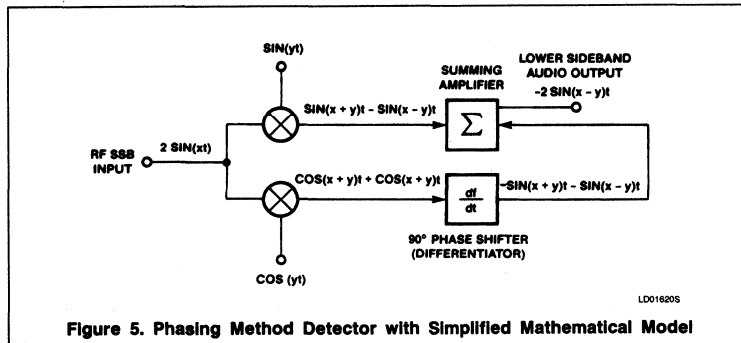 SIN(yt)
SUMMING
AMPLIFIER
LOWER SIDEBAND
AUDIO OUTPUT
-2 SIN(x - y)t
SIN(x + y)t - SIN(x - y)t
Σ
RF SSB
INPUT
2 SIN(xt)
COS(x + y)t + COS(x + y)t
df
dt
-SIN(x + y)t - SIN(x - y)t
90° PHASE SHIFTER
(DIFFERENTIATOR)
COS (yt)
LD01620S
Figure 5. Phasing Method Detector with Simplified Mathematical Model